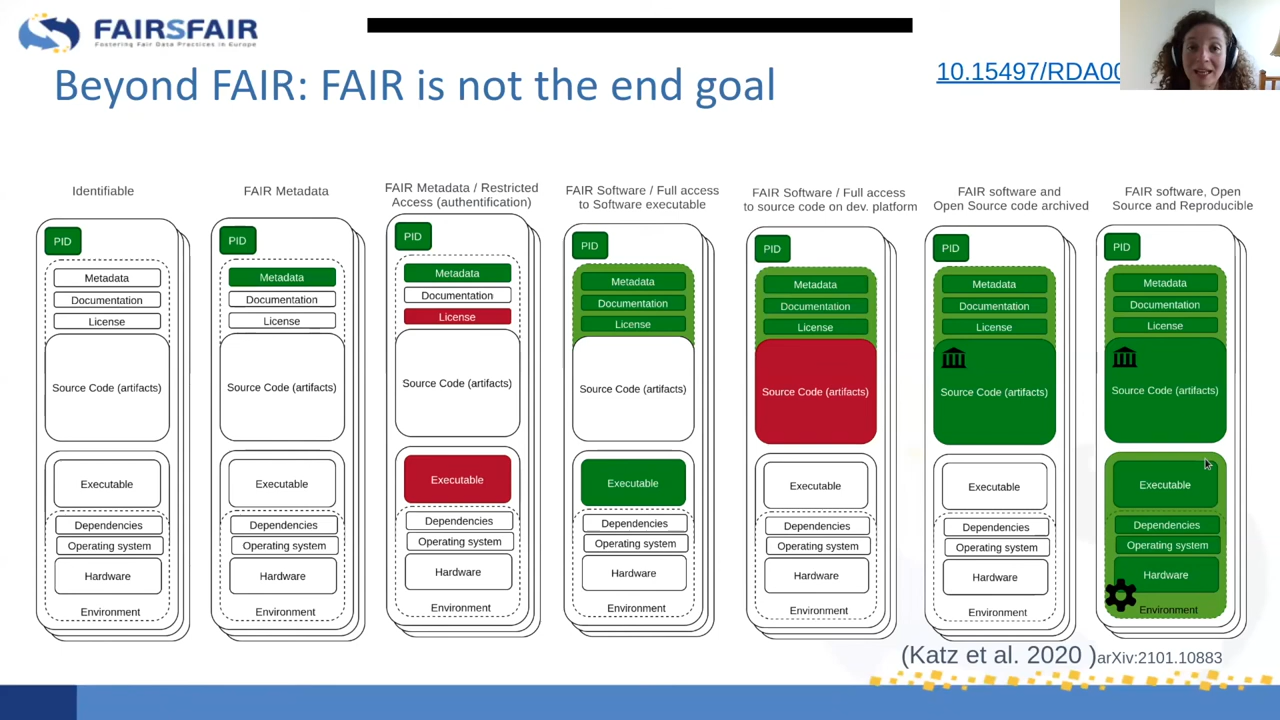 FAIRSFAIR
Fostering Fair Data Practices in Europe
Beyond FAIR: FAIR is not the end goal
10.15497/RDA00
Identifiable
PID
Metadata
Documentation
License
Source Code (artifacts)
Executable
Dependencies
Operating system
Hardware
Environment
FAIR Metadata
PID
Metadata
Documentation
License
Source Code (artifacts)
Executable
Dependencies
Operating system
Hardware
Environment
FAIR Metadata / Restricted
Access (authentification)
PID
Metadata
Documentation
License
Source Code (artifacts)
Executable
Dependencies
Operating system
Hardware
Environment
FAIR Software / Full access
to Software executable
PID
Metadata
Documentation
License
Source Code (artifacts)
Executable
Dependencies
Operating system
Hardware
Environment
FAIR Software / Full access
to source code on dev. platform
PID
Metadata
Documentation
License
Source Code (artifacts)
Executable
Dependencies
Operating system
Hardware
Environment
FAIR software and
Open Source code archived
PID
Metadata
Documentation
License
Source Code (artifacts)
Executable
Dependencies
Operating system
Hardware
Environment
FAIR software, Open
Source and Reproducible
PID
Metadata
Documentation
License
Source Code (artifacts)
Executable
Dependencies
Operating system
Hardware
Environment
(Katz et al. 2020 )arXiv:2101.10883